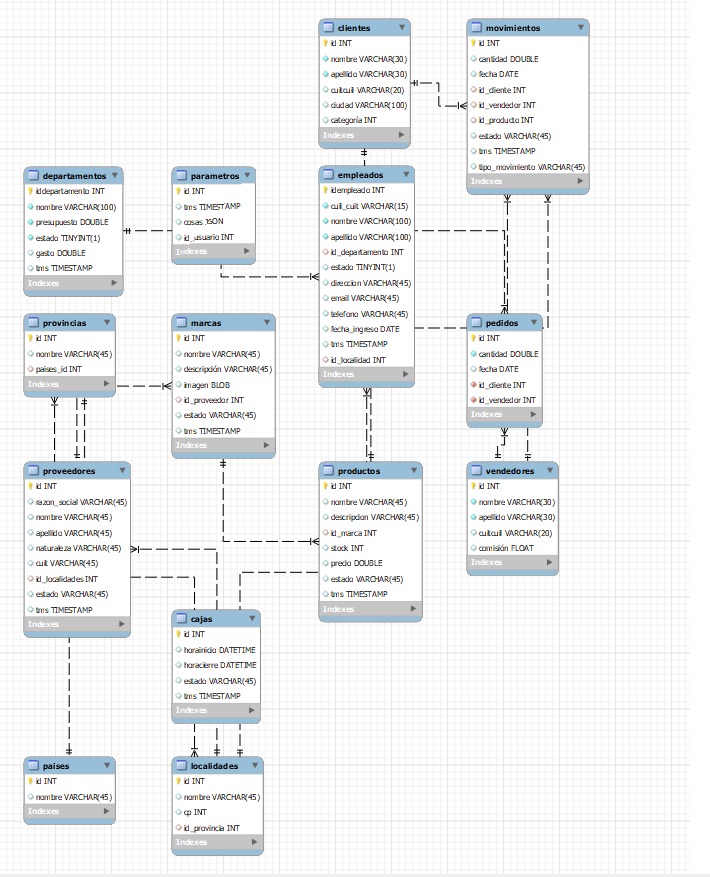 clientes
id INT
nombre VARCHAR(30)
apellido VARCHAR(30)
cuitcuil VARCHAR(20)
ciudad VARCHAR(100)
categoría INT
Indexes
movimientos
id INT
cantidad DOUBLE
fecha DATE
id_cliente INT
id_vendedor INT
id_producto INT
estado VARCHAR(45)
tms TIMESTAMP
tipo_movimiento VARCHAR(45)
Indexes
departamentos
iddepartamento INT
nombre VARCHAR(100)
presupuesto DOUBLE
estado TINYINT(1)
gasto DOUBLE
tms TIMESTAMP
Indexes
parametros
id INT
tms TIMESTAMP
cosas JSON
id_usuario INT
Indexes
empleados
idempleado INT
cuil_cuit VARCHAR(15)
nombre VARCHAR(100)
apellido VARCHAR(100)
id_departamento INT
estado TINYINT(1)
direccion VARCHAR(45)
email VARCHAR(45)
telefono VARCHAR(45)
fecha_ingreso DATE
tms TIMESTAMP
id_localidad INT
Indexes
provincias
id INT
nombre VARCHAR(45)
paises_id INT
Indexes
marcas
id INT
nombre VARCHAR(45)
descripción VARCHAR(45)
imagen BLOB
id_proveedor INT
estado VARCHAR(45)
tms TIMESTAMP
Indexes
pedidos
id INT
cantidad DOUBLE
fecha DATE
id_cliente INT
id_vendedor INT
Indexes
proveedores
id INT
razon_social VARCHAR(45)
nombre VARCHAR(45)
apellido VARCHAR(45)
naturaleza VARCHAR(45)
cuit VARCHAR(45)
id_localidades INT
estado VARCHAR(45)
tms TIMESTAMP
Indexes
productos
id INT
nombre VARCHAR(45)
descripcion VARCHAR(45)
id_marca INT
stock INT
precio DOUBLE
estado VARCHAR(45)
tms TIMESTAMP
Indexes
vendedores
id INT
nombre VARCHAR(30)
apellido VARCHAR(30)
cuitcuil VARCHAR(20)
comisión FLOAT
Indexes
cajas
id INT
horainicio DATETIME
horacierre DATETIME
estado VARCHAR(45)
tms TIMESTAMP
Indexes
paises
id INT
nombre VARCHAR(45)
Indexes
localidades
id INT
nombre VARCHAR(45)
cp INT
id_provincia INT
Indexes